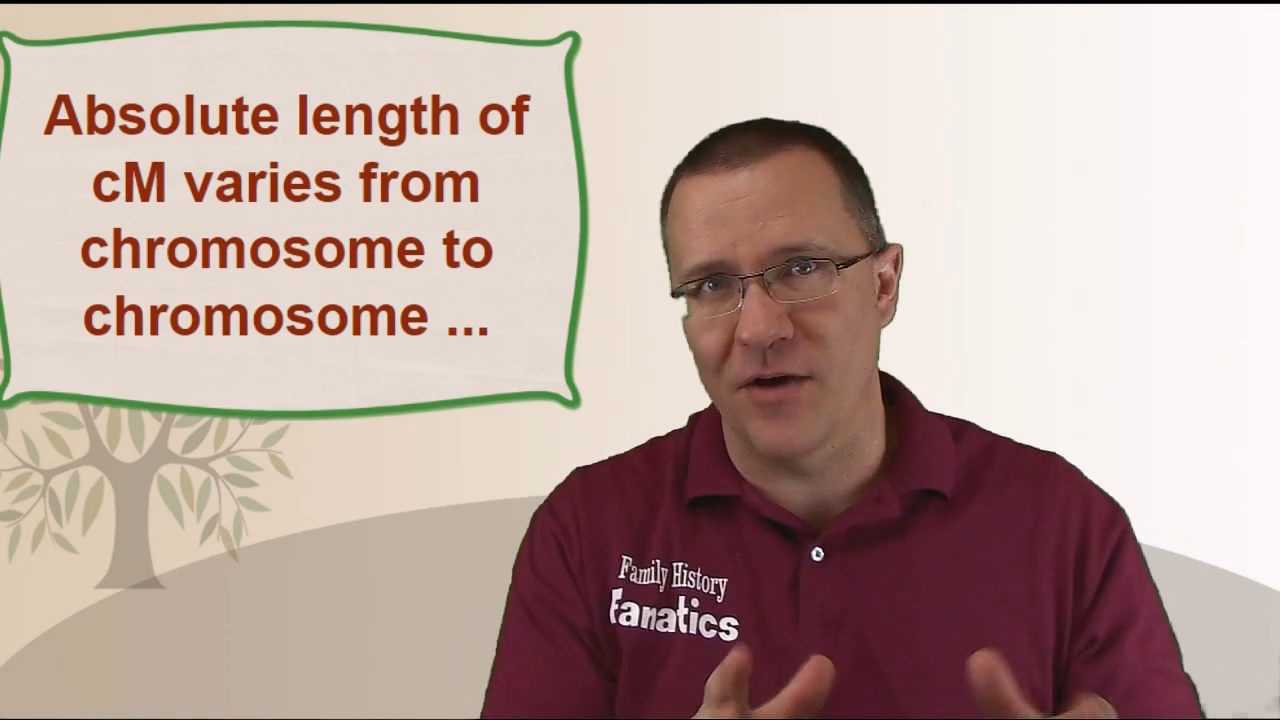 Absolute length of
cM varies from
chromosome to
chromosome ...
Family History
fanatics